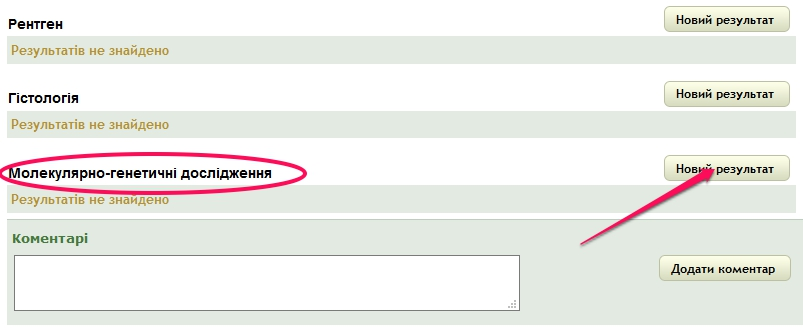 Рентген Новий результат
Результатів не знайдено
Гістологія Новий результат
Результатів не знайдено
Молекулярно-генетичні дослідження Новий результат
Результатів не знайдено
Коментарі
Додати коментар